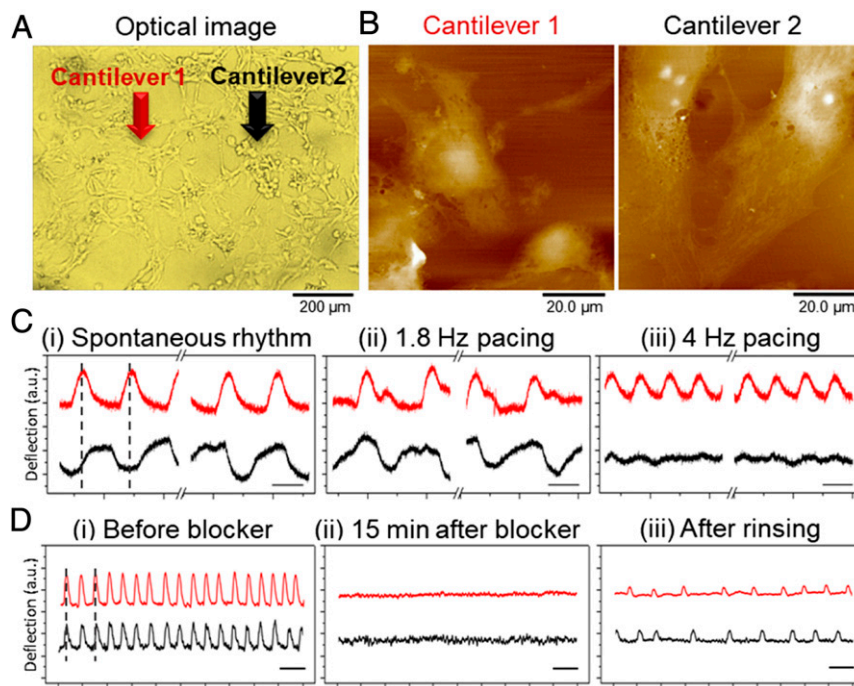 A
Optical image
Cantilever 1
Cantilever 2
200 µm
B
Cantilever 1
Cantilever 2
20.0 µm
20.0 µm
C
(i) Spontaneous rhythm
(ii) 1.8 Hz pacing
(iii) 4 Hz pacing
Deflection (a.u.)
D
(i) Before blocker
(ii) 15 min after blocker
(iii) After rinsing
Deflection (a.u.)